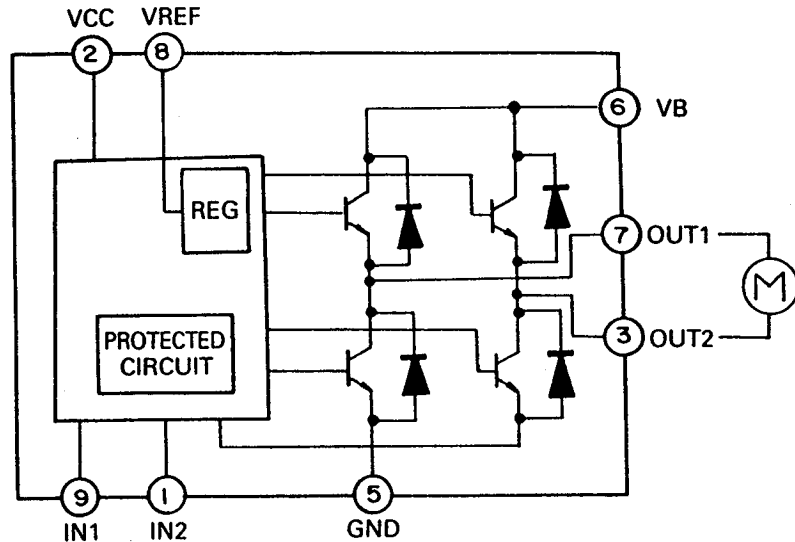 VCC
VREF
2
8
6
VB
REG
7
OUT1
M
PROTECTED
CIRCUIT
3
OUT2
9
1
5
IN1
IN2
GND